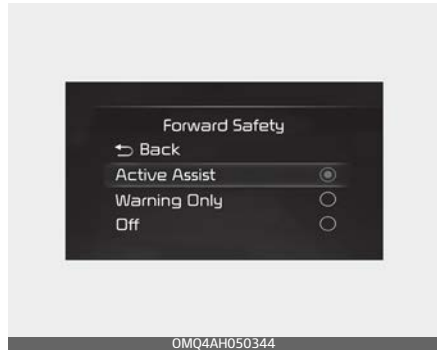 Forward Safety
Back
Active Assist
Warning Only
Off
OMQ4AH050344